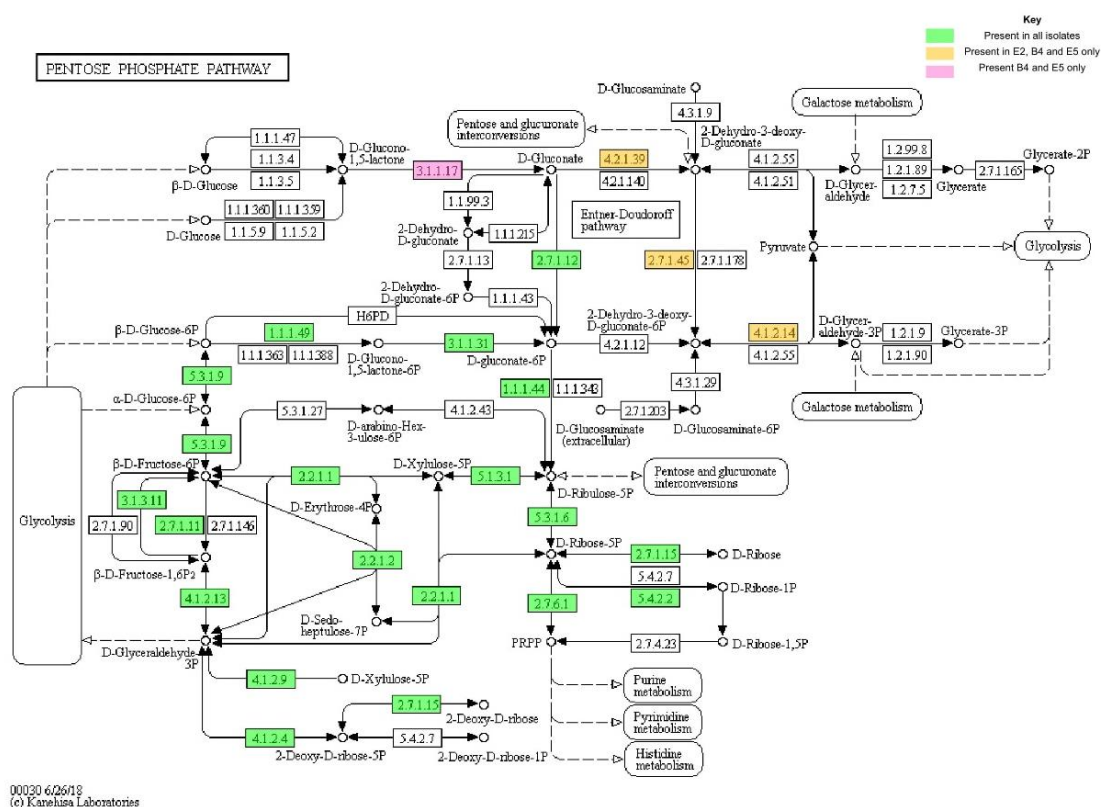 Key
Present in all isolates
Present in E2, B4 and E5 only
Present B4 and E5 only
PENTOSE PHOSPHATE PATHWAY
D-Glucosaminate
4.3.1.9
Galactose metabolism
Pentose and glucuronate
interconversions
2-Dehydro-3-deoxy-
D-gluconate
1.1.1.47
D-Glucono-
1,5-lactone
1.1.3.4
β-D-Glucose
1.1.3.5
3.1.1.17
D-Gluconate
4.2.1.39
4.2.1.140
4.1.2.55
4.1.2.51
D-Glycer-
aldehyde
1.2.99.8
1.2.1.89
1.2.7.5
Glycerate
2.7.1.165
Glycerate-2P
1.1.1.360
1.1.1.359
D-Glucose
1.1.5.9
1.1.5.2
1.1.99.3
1.1.1.215
2-Dehydro-
D-gluconate
Entner-Doudoroff
pathway
Pyruvate
Glycolysis
2.7.1.13
2.7.1.12
2.7.1.45
2.7.1.178
2-Dehydro-
D-gluconate-6P
1.1.1.43
β-D-Glucose-6P
H6PD
1.1.1.49
1.1.1.363
1.1.1.388
D-Glucono-
1,5-lactone-6P
3.1.1.31
D-gluconate-6P
4.2.1.12
2-Dehydro-3-deoxy-
D-gluconate-6P
4.1.2.14
4.1.2.55
D-Glycer-
aldehyde-3P
1.2.1.9
1.2.1.90
Glycerate-3P
5.3.1.9
1.1.1.44
1.1.1.343
4.3.1.29
α-D-Glucose-6P
5.3.1.27
D-arabino-Hex-
3-ulose-6P
4.1.2.43
D-Glucosaminate
(extracellular)
2.7.1.203
D-Glucosaminate-6P
Galactose metabolism
5.3.1.9
β-D-Fructose-6P
2.2.1.1
D-Xylulose-5P
5.1.3.1
D-Ribulose-5P
Pentose and glucuronate
interconversions
Glycolysis
3.1.3.11
2.7.1.90
2.7.1.11
2.7.1.146
D-Erythrose-4P
5.3.1.6
β-D-Fructose-1,6P2
2.2.1.2
D-Ribose-5P
2.7.1.15
D-Ribose
5.4.2.7
5.4.2.2
D-Ribose-1P
4.1.2.13
2.2.1.1
2.7.6.1
D-Sedo-
heptulose-7P
D-Glyceraldehyde-
3P
PRPP
2.7.4.23
D-Ribose-1,5P
4.1.2.9
D-Xylulose-5P
Purine
metabolism
2.7.1.15
2-Deoxy-D-ribose
Pyrimidine
metabolism
4.1.2.4
2-Deoxy-D-ribose-5P
5.4.2.7
2-Deoxy-D-ribose-1P
Histidine
metabolism
00030 6/26/18
(c) Kanehisa Laboratories